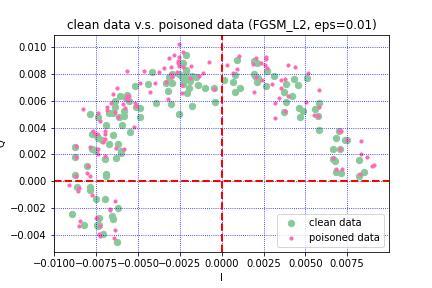 clean data v.s. poisoned data (FGSM_L2, eps=0.01)
0.010
0.008
0.006
0.004
0.002
0.000
−0.002
−0.004
Q
clean data
poisoned data
−0.0100 −0.0075 −0.0050 −0.0025 0.0000 0.0025 0.0050 0.0075
I